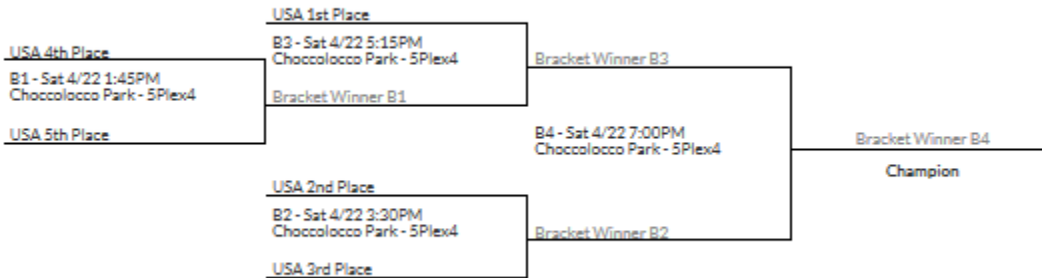 USA 1st Place
USA 4th Place
B3 - Sat 4/22 5:15PM
Choccolocco Park - 5Plex4
Bracket Winner B3
B1 - Sat 4/22 1:45PM
Choccolocco Park - 5Plex4
Bracket Winner B1
USA 5th Place
B4 - Sat 4/22 7:00PM
Choccolocco Park - 5Plex4
Bracket Winner B4
Champion
USA 2nd Place
B2 - Sat 4/22 3:30PM
Choccolocco Park - 5Plex4
Bracket Winner B2
USA 3rd Place